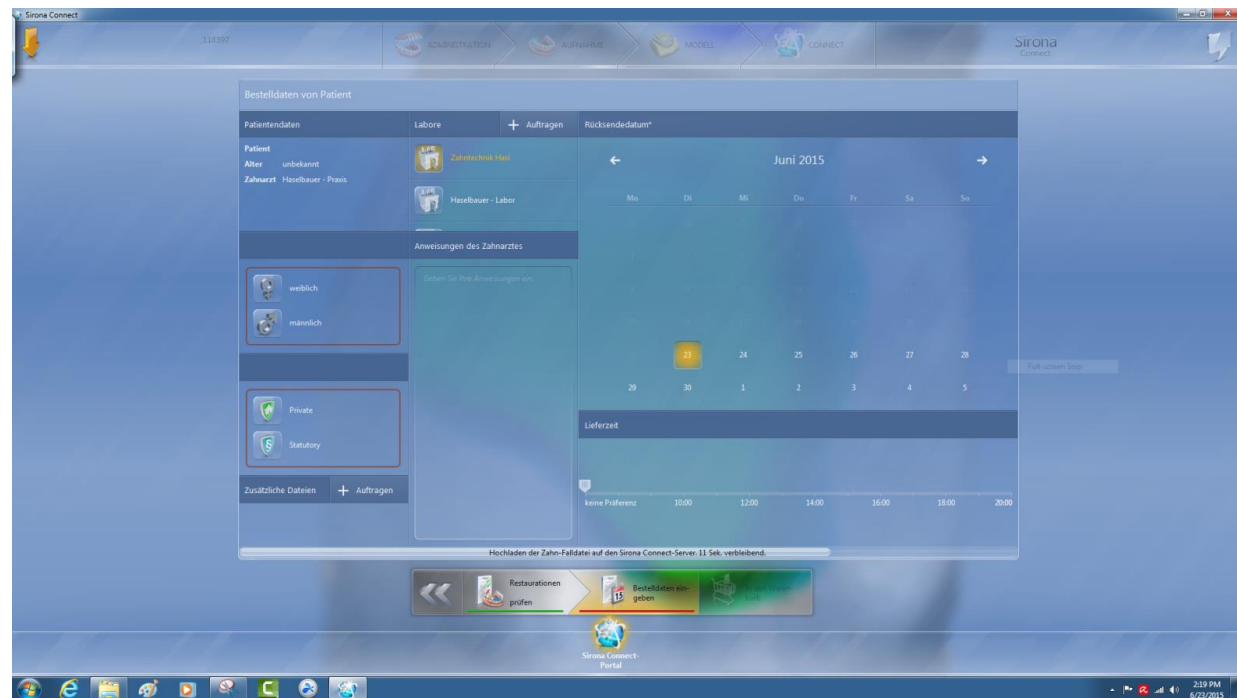 Sirona Connect
ADMINISTRATION
AUFNAHME
MODELL
CONNECT
Sirona
Connect
Bestelldaten von Patient
Patientendaten
Labore
+ Auftragen
Rücksendedatum*
Patient
Alter unbekannt
Zahnarzt Haselbauer - Praxis
Zahntechnik Hasi
Haselbauer - Labor
Juni 2015
Mo Di Mi Do Fr Sa So
Anweisungen des Zahnarztes
Geben Sie Ihre Anweisungen ein.
weiblich
männlich
23 24 25 26 27 28
29 30 1 2 3 4 5
Full-screen Snip
Private
Statutory
Lieferzeit
Zusätzliche Dateien
+ Auftragen
keine Präferenz 10:00 12:00 14:00 16:00 18:00 20:00
Hochladen der Zahn-Falldatei auf den Sirona Connect-Server. 11 Sek. verbleibend.
Restaurationen
prüfen
15
Bestelldaten ein-
geben
Sirona Connect-
Portal
2:19 PM
6/23/2015